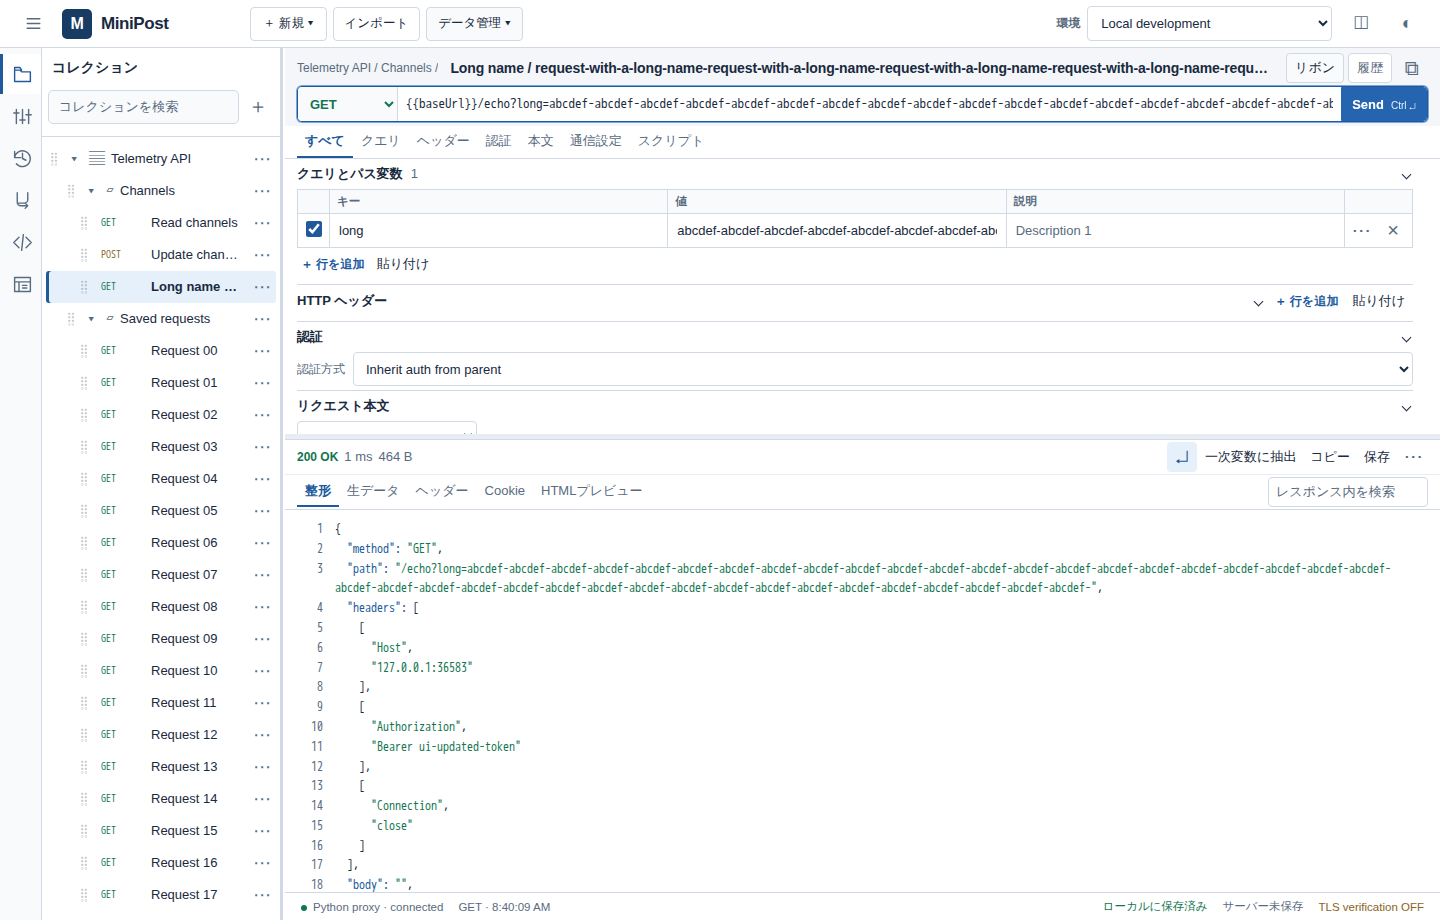 M MiniPost ＋ 新規 ▾ インポート データ管理 ▾ 環境 Local development
コレクション
コレクションを検索 ＋
Telemetry API ···
Channels ···
GET Read channels ···
POST Update chan… ···
GET Long name … ···
Saved requests ···
GET Request 00 ···
GET Request 01 ···
GET Request 02 ···
GET Request 03 ···
GET Request 04 ···
GET Request 05 ···
GET Request 06 ···
GET Request 07 ···
GET Request 08 ···
GET Request 09 ···
GET Request 10 ···
GET Request 11 ···
GET Request 12 ···
GET Request 13 ···
GET Request 14 ···
GET Request 15 ···
GET Request 16 ···
GET Request 17 ···
Telemetry API / Channels / Long name / request-with-a-long-name-request-with-a-long-name-request-with-a-long-name-request-with-a-long-name-requ… リボン 履歴
GET {{baseUrl}}/echo?long=abcdef-abcdef-abcdef-abcdef-abcdef-abcdef-abcdef-abcdef-abcdef-abcdef-abcdef-abcdef-abcdef-abcdef-abcdef-abcdef-abcdef-ab Send Ctrl ⏎
すべて クエリ ヘッダー 認証 本文 通信設定 スクリプト
クエリとパス変数 1
キー 値 説明
long abcdef-abcdef-abcdef-abcdef-abcdef-abcdef-abcdef-abc Description 1 ··· ×
＋ 行を追加 貼り付け
HTTP ヘッダー ＋ 行を追加 貼り付け
認証
認証方式 Inherit auth from parent
リクエスト本文
200 OK 1 ms 464 B 一次変数に抽出 コピー 保存 ···
整形 生データ ヘッダー Cookie HTMLプレビュー レスポンス内を検索
1 {
2 "method": "GET",
3 "path": "/echo?long=abcdef-abcdef-abcdef-abcdef-abcdef-abcdef-abcdef-abcdef-abcdef-abcdef-abcdef-abcdef-abcdef-abcdef-abcdef-abcdef-abcdef-abcdef-abcdef-abcdef-abcdef-abcdef-
abcdef-abcdef-abcdef-abcdef-abcdef-abcdef-abcdef-abcdef-abcdef-abcdef-abcdef-abcdef-abcdef-abcdef-abcdef-abcdef-abcdef-abcdef-",
4 "headers": [
5 [
6 "Host",
7 "127.0.0.1:36583"
8 ],
9 [
10 "Authorization",
11 "Bearer ui-updated-token"
12 ],
13 [
14 "Connection",
15 "close"
16 ]
17 ],
18 "body": "",
Python proxy · connected GET · 8:40:09 AM ローカルに保存済み サーバー未保存 TLS verification OFF